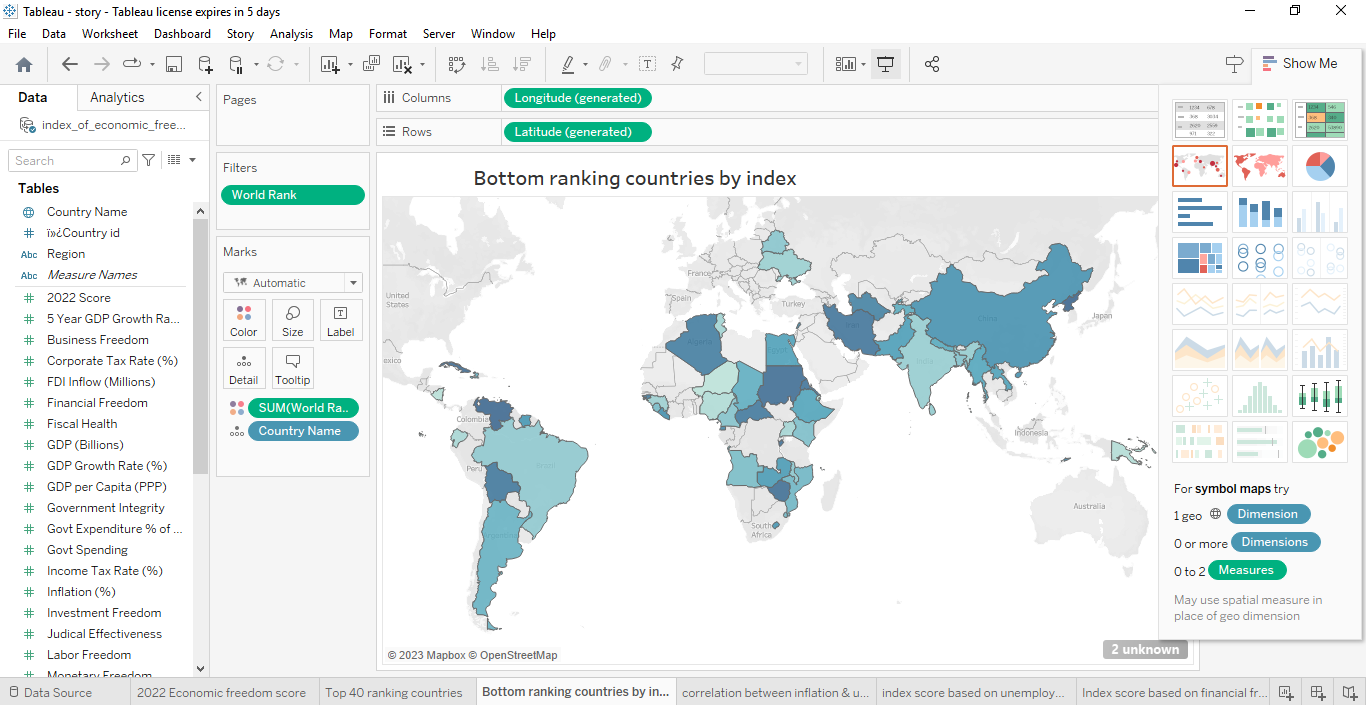 Tableau - story - Tableau license expires in 5 days
File Data Worksheet Dashboard Story Analysis Map Format Server Window Help
Show Me
Data Analytics
index_of_economic_free...
Search
Tables
Country Name
ï»¿Country id
Abc Region
Abc Measure Names
2022 Score
5 Year GDP Growth Ra...
Business Freedom
Corporate Tax Rate (%)
FDI Inflow (Millions)
Financial Freedom
Fiscal Health
GDP (Billions)
GDP Growth Rate (%)
GDP per Capita (PPP)
Government Integrity
Govt Expenditure % of ...
Govt Spending
Income Tax Rate (%)
Inflation (%)
Investment Freedom
Judical Effectiveness
Labor Freedom
Monetary Freedom
Pages
Filters
World Rank
Marks
Automatic
Color Size Label
Detail Tooltip
SUM(World Ra..
Country Name
Columns Longitude (generated)
Rows Latitude (generated)
Bottom ranking countries by index
United States
France
Spain
Turkey
Iran
China
Japan
Algeria
Colombia
Peru
Brazil
Argentina
Indonesia
South Africa
Australia
© 2023 Mapbox © OpenStreetMap
2 unknown
For symbol maps try
1 geo Dimension
0 or more Dimensions
0 to 2 Measures
May use spatial measure in
place of geo dimension
Data Source 2022 Economic freedom score Top 40 ranking countries Bottom ranking countries by in... correlation between inflation & u... index score based on unemploy... Index score based on financial fr...